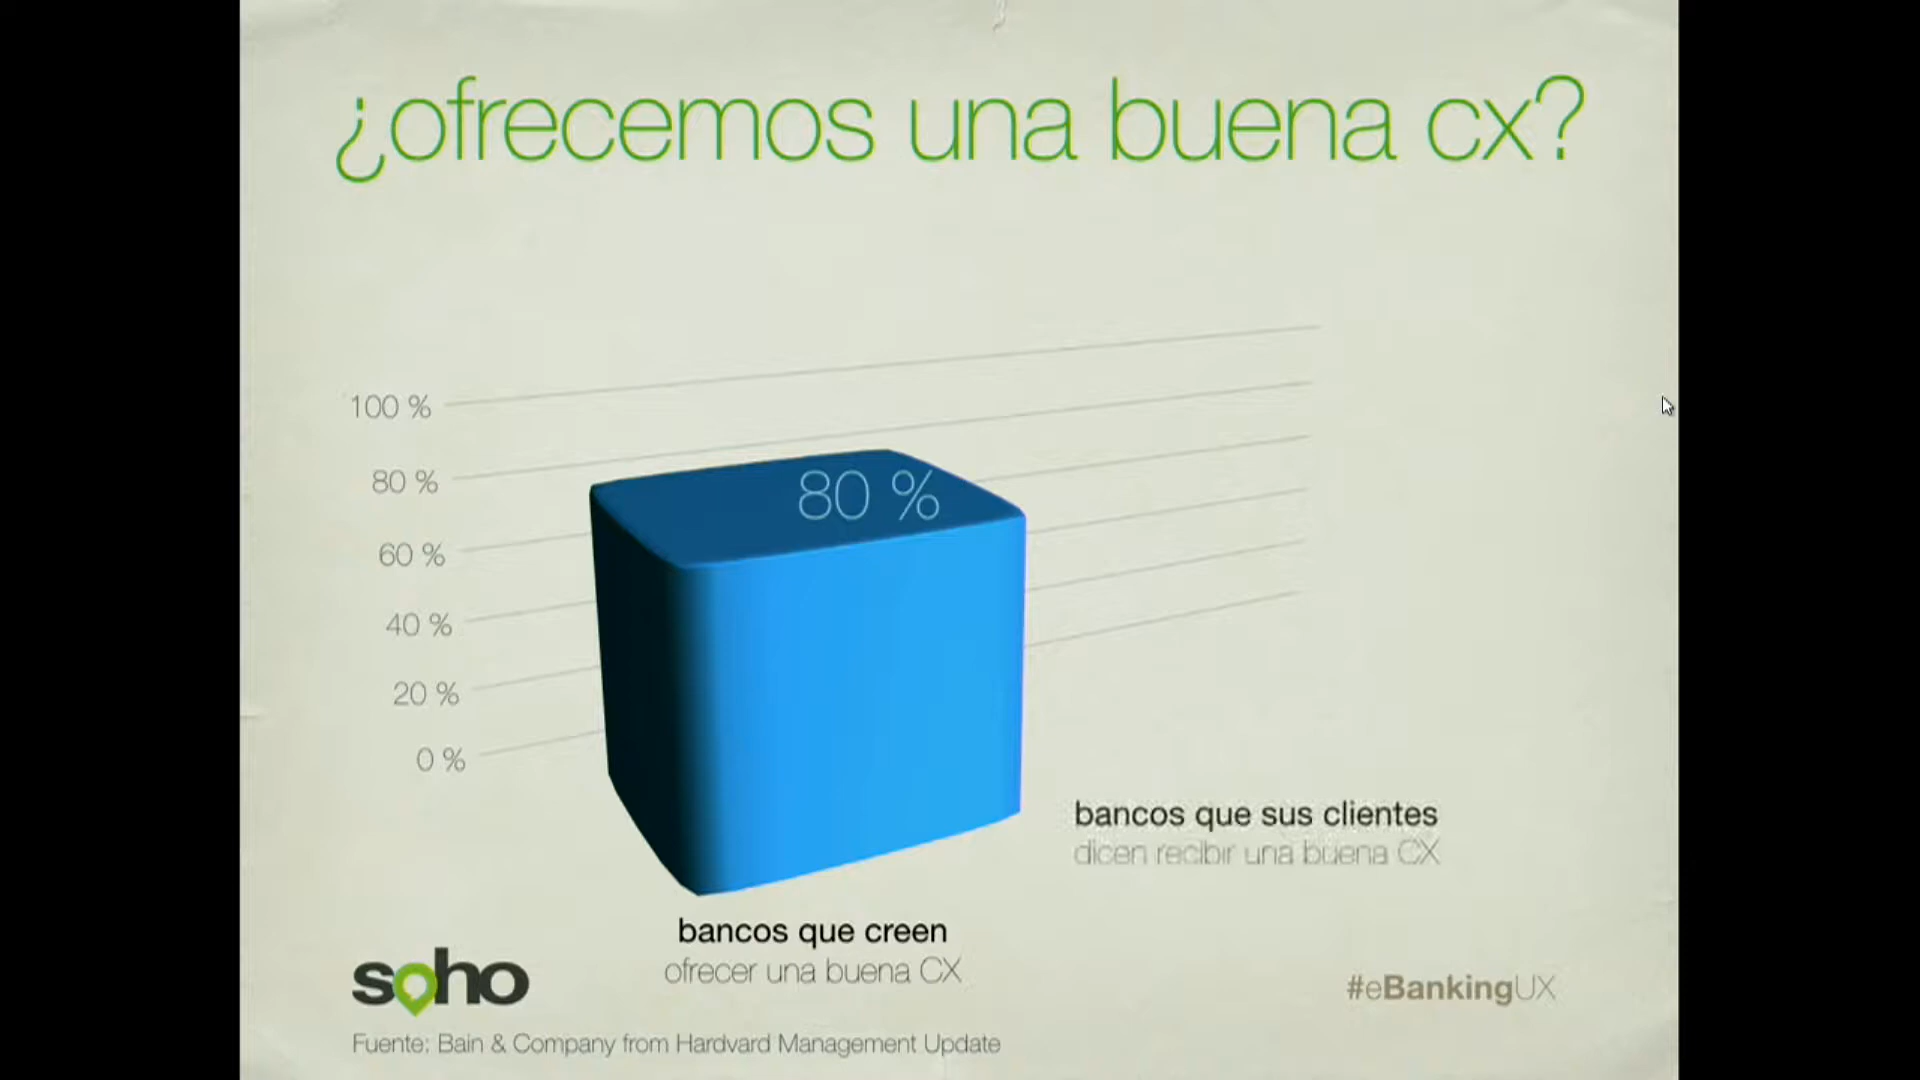 ¿ofrecemos una buena cx?
100 %
80 %
60 %
40 %
20 %
0 %
80 %
bancos que sus clientes
dicen recibir una buena CX
bancos que creen
ofrecer una buena CX
soho
#eBankingUX
Fuente: Bain & Company from Hardvard Management Update